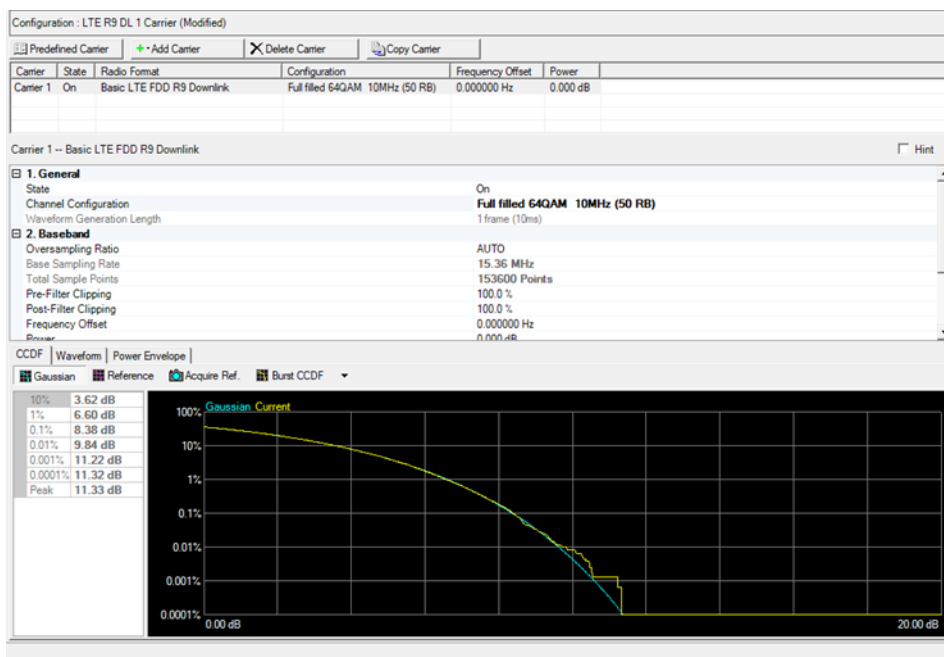 Configuration : LTE R9 DL 1 Carrier (Modified)
Predefined Carrier + Add Carrier Delete Carrier Copy Carrier
Carrier State Radio Format Configuration Frequency Offset Power
Carrier 1 On Basic LTE FDD R9 Downlink Full filled 64QAM 10MHz (50 RB) 0.000000 Hz 0.000 dB
Carrier 1 -- Basic LTE FDD R9 Downlink Hint
1. General
State On
Channel Configuration Full filled 64QAM 10MHz (50 RB)
Waveform Generation Length 1 frame (10ms)
2. Baseband
Oversampling Ratio AUTO
Base Sampling Rate 15.36 MHz
Total Sample Points 153600 Points
Pre-Filter Clipping 100.0 %
Post-Filter Clipping 100.0 %
Frequency Offset 0.000000 Hz
Power 0.000 dB
CCDF Waveform Power Envelope
Gaussian Reference Acquire Ref. Burst CCDF
10% 3.62 dB
1% 6.60 dB
0.1% 8.38 dB
0.01% 9.84 dB
0.001% 11.22 dB
0.0001% 11.32 dB
Peak 11.33 dB
Gaussian Current
100%
10%
1%
0.1%
0.01%
0.001%
0.0001%
0.00 dB 20.00 dB